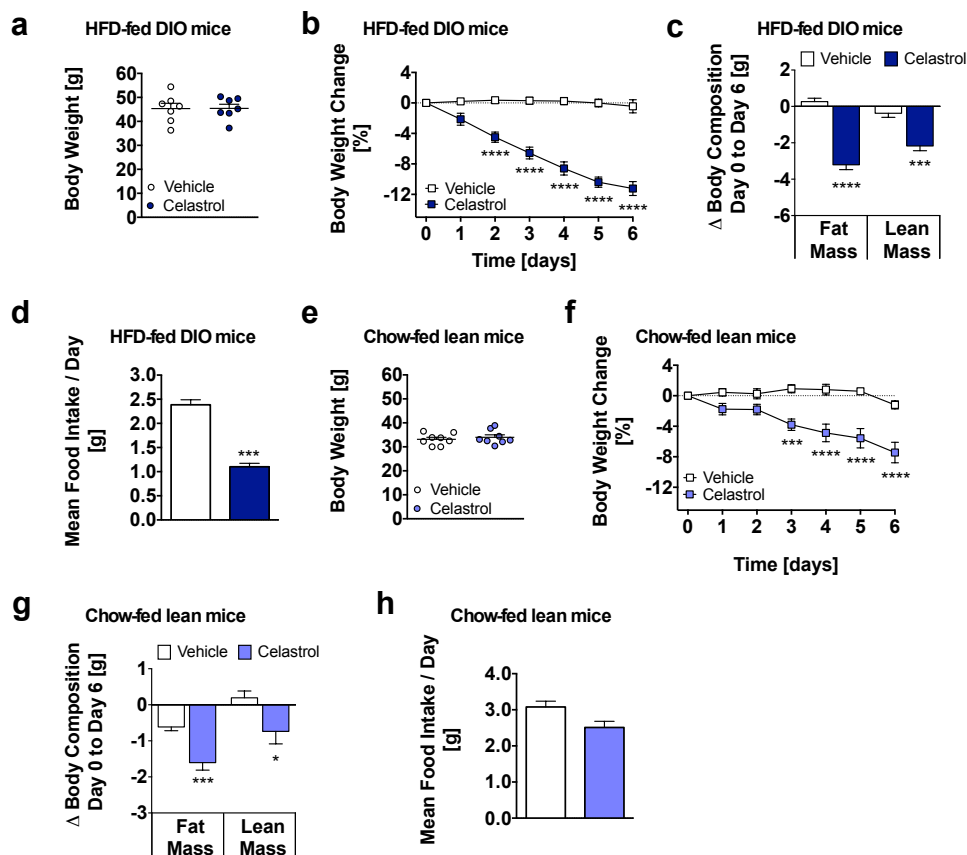 a
HFD-fed DIO mice
Body Weight [g]
60
50
40
30
20
10
0
Vehicle
Celastrol
b
HFD-fed DIO mice
Body Weight Change
[%]
4
0
-4
-8
-12
****
****
****
****
****
Vehicle
Celastrol
0 1 2 3 4 5 6
Time [days]
c
HFD-fed DIO mice
Vehicle Celastrol
Δ Body Composition
Day 0 to Day 6 [g]
2
0
-2
-4
-6
****
***
Fat Lean
Mass Mass
d
HFD-fed DIO mice
Mean Food Intake / Day
[g]
3.0
2.5
2.0
1.5
1.0
0.5
0.0
***
e
Chow-fed lean mice
Body Weight [g]
60
50
40
30
20
10
0
Vehicle
Celastrol
f
Chow-fed lean mice
Body Weight Change
[%]
4
0
-4
-8
-12
***
****
****
****
Vehicle
Celastrol
0 1 2 3 4 5 6
Time [days]
g
Chow-fed lean mice
Vehicle Celastrol
Δ Body Composition
Day 0 to Day 6 [g]
1
0
-1
-2
-3
***
*
Fat Lean
Mass Mass
h
Chow-fed lean mice
Mean Food Intake / Day
[g]
4.0
3.0
2.0
1.0
0.0